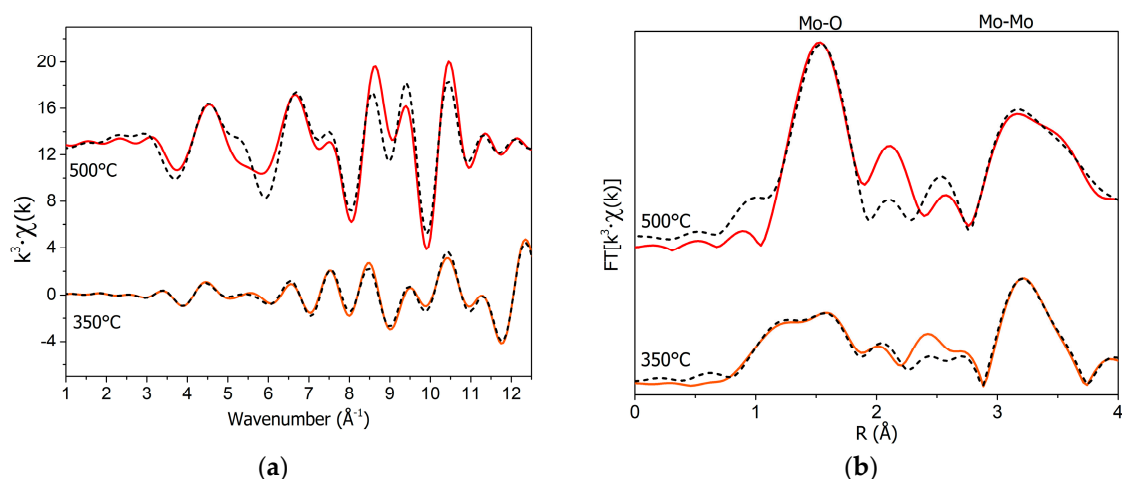 20
16
12
8
4
0
-4
k³·χ(k)
500°C
350°C
1 2 3 4 5 6 7 8 9 10 11 12
Wavenumber (Å⁻¹)
(a)
Mo-O Mo-Mo
FT[k³·χ(k)]
500°C
350°C
0 1 2 3 4
R (Å)
(b)